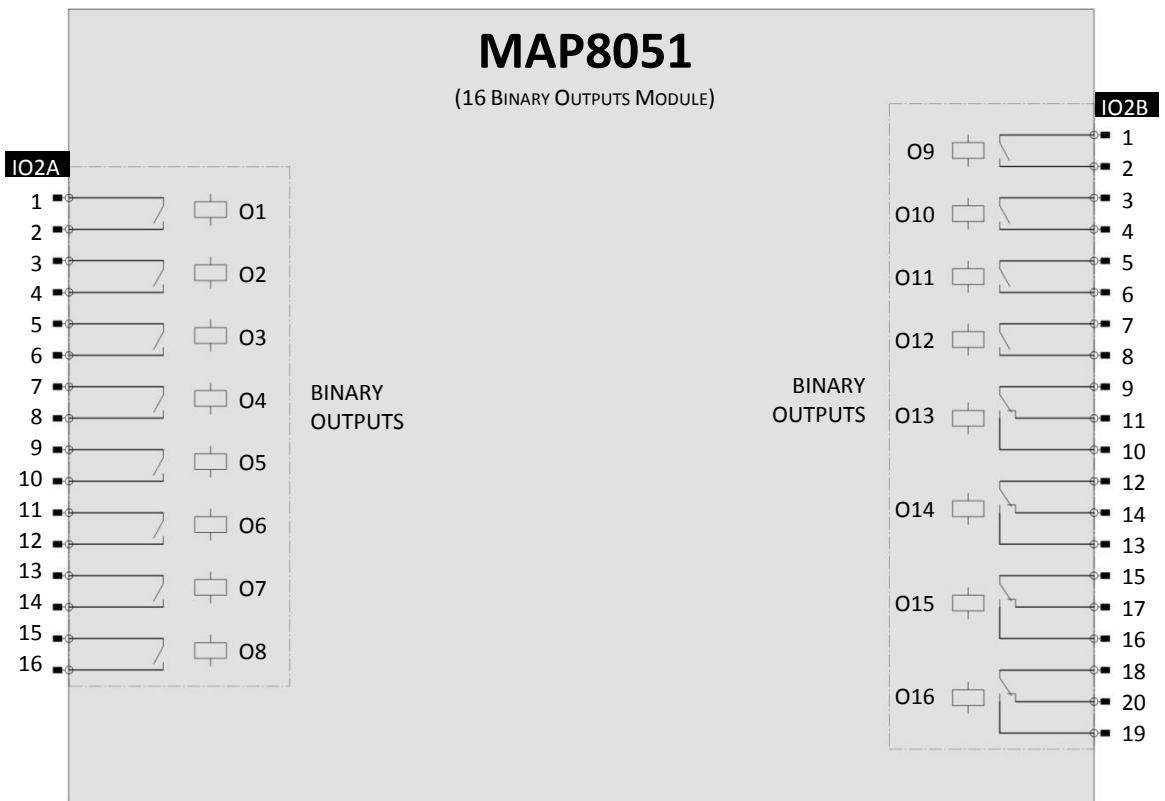 MAP8051
(16 BINARY OUTPUTS MODULE)
IO2A
1
2
O1
3
4
O2
5
6
O3
7
8
O4
9
10
O5
11
12
O6
13
14
O7
15
16
O8
BINARY
OUTPUTS
IO2B
O9
1
2
O10
3
4
O11
5
6
O12
7
8
O13
9
11
10
O14
12
14
13
O15
15
17
16
O16
18
20
19
BINARY
OUTPUTS